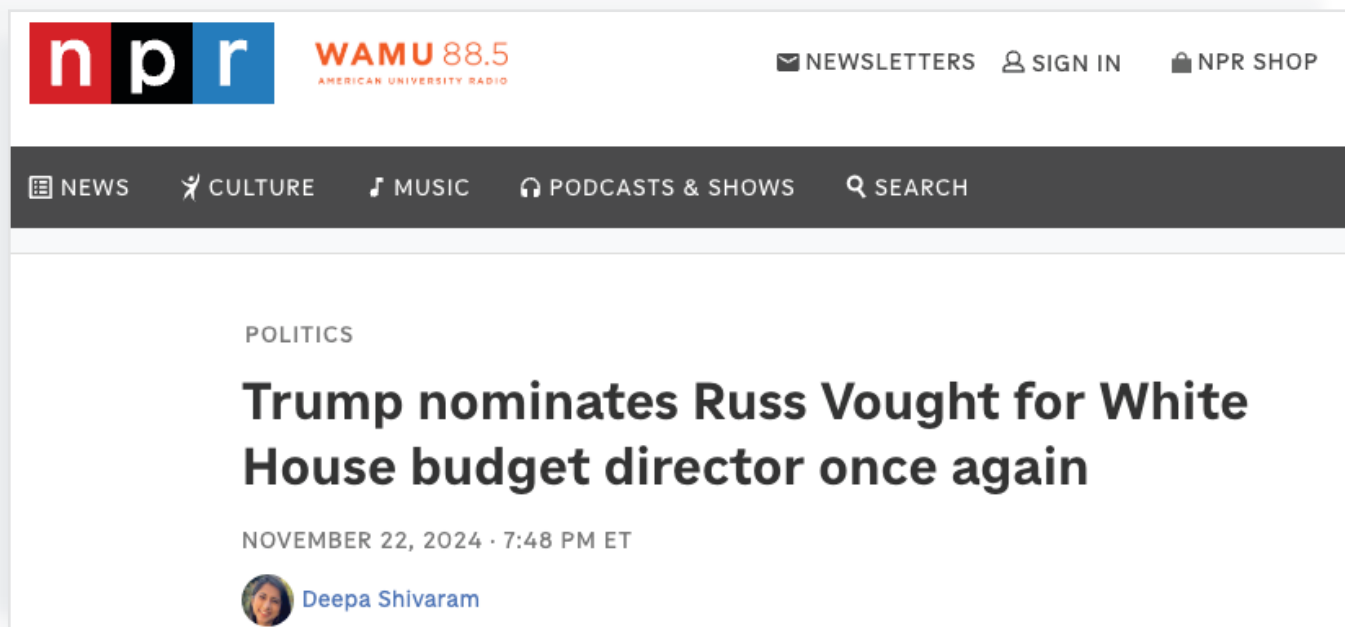 npr WAMU 88.5 NEWSLETTERS SIGN IN NPR SHOP
AMERICAN UNIVERSITY RADIO
NEWS CULTURE MUSIC PODCASTS & SHOWS SEARCH
POLITICS
Trump nominates Russ Vought for White
House budget director once again
NOVEMBER 22, 2024 · 7:48 PM ET
Deepa Shivaram